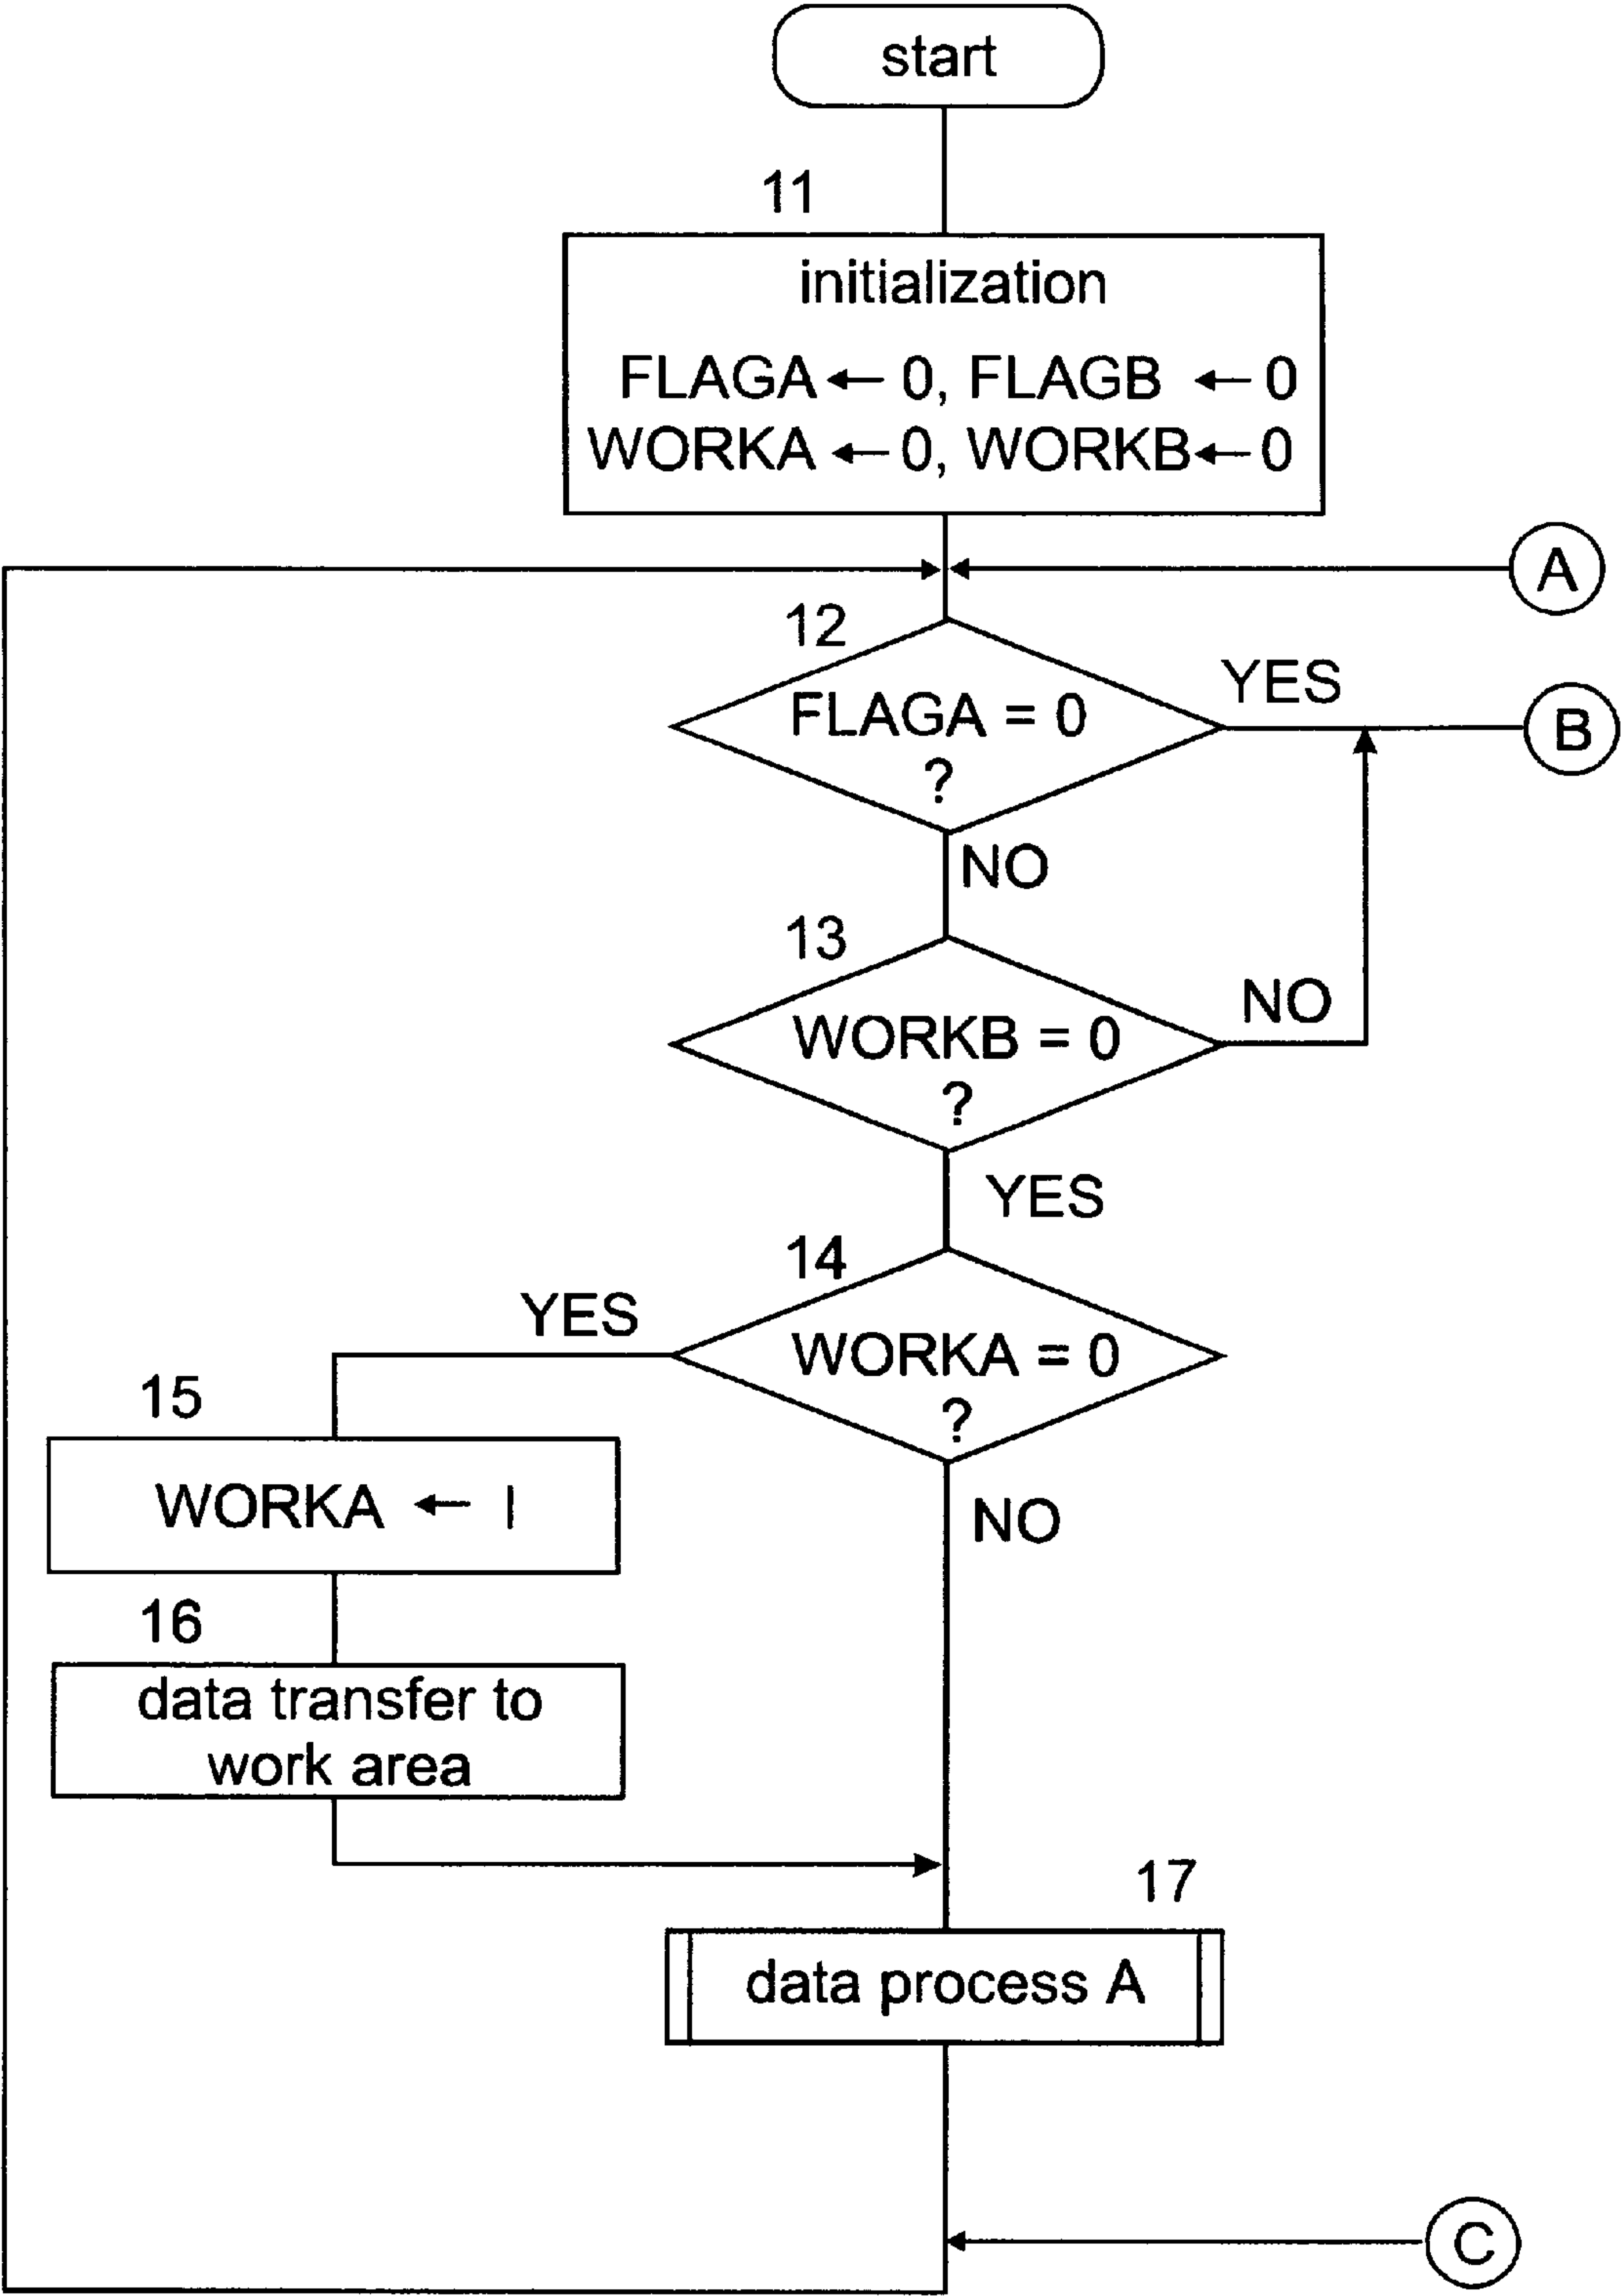 start
11
initialization
FLAGA ← 0, FLAGB ← 0
WORKA ← 0, WORKB ← 0
A
12
YES
FLAGA = 0
?
B
NO
13
NO
WORKB = 0
?
YES
14
YES
WORKA = 0
?
15
WORKA ← I
NO
16
data transfer to
work area
17
data process A
C